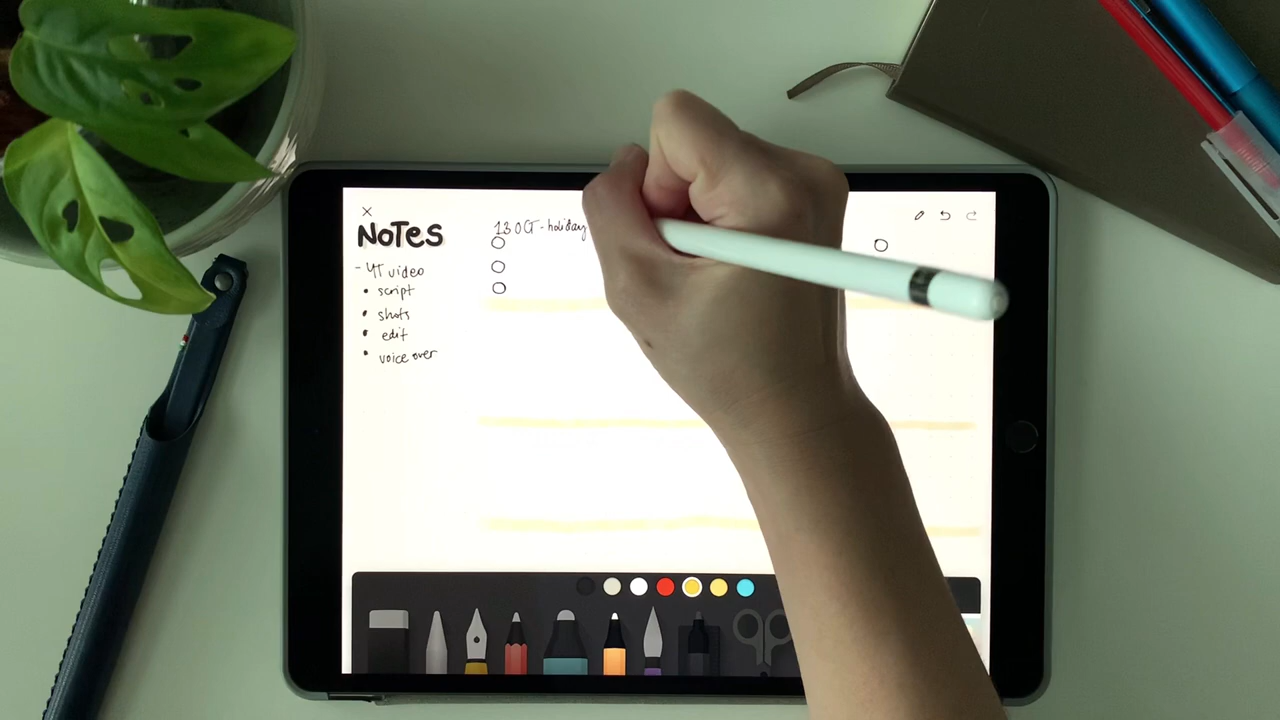 NOTES
- YT video
• script
• shots
• edit
• voice over
13 OCT - holiday